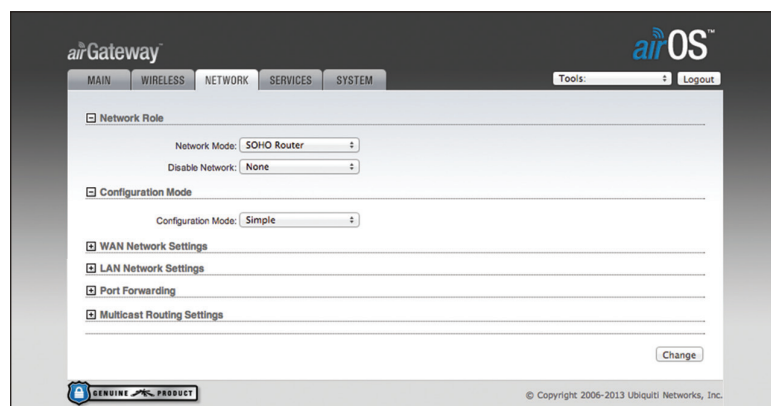 airGateway™
airOS™
MAIN WIRELESS NETWORK SERVICES SYSTEM Tools: Logout
Network Role
Network Mode: SOHO Router
Disable Network: None
Configuration Mode
Configuration Mode: Simple
WAN Network Settings
LAN Network Settings
Port Forwarding
Multicast Routing Settings
Change
GENUINE PRODUCT
© Copyright 2006-2013 Ubiquiti Networks, Inc.